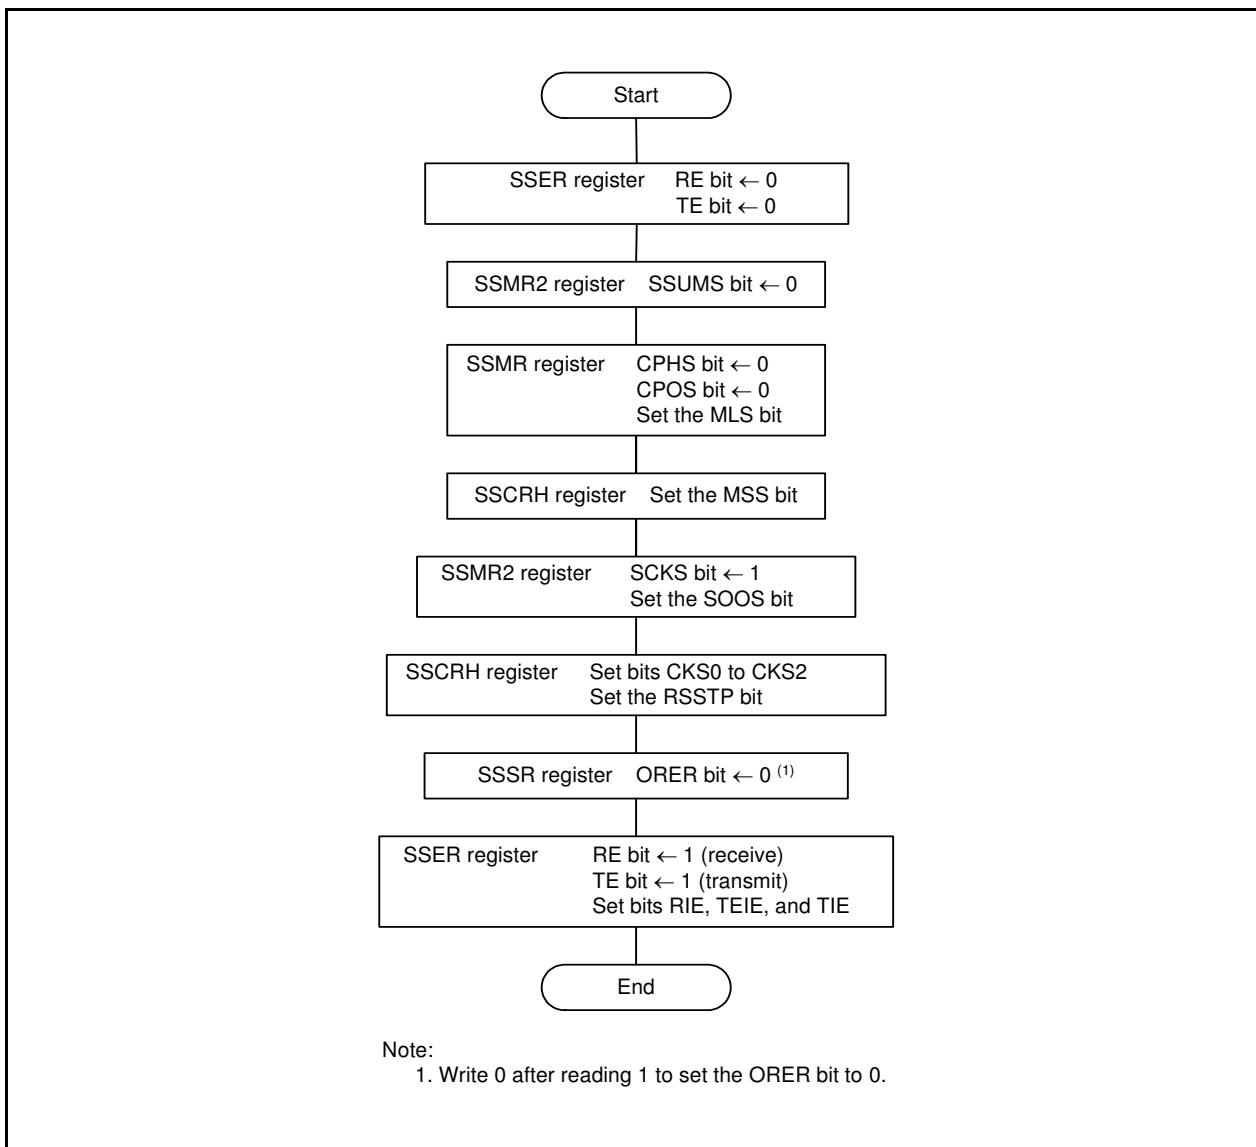 Start
SSER register RE bit ← 0
TE bit ← 0
SSMR2 register SSUMS bit ← 0
SSMR register CPHS bit ← 0
CPOS bit ← 0
Set the MLS bit
SSCRH register Set the MSS bit
SSMR2 register SCKS bit ← 1
Set the SOOS bit
SSCRH register Set bits CKS0 to CKS2
Set the RSSTP bit
SSSR register ORER bit ← 0 (1)
SSER register RE bit ← 1 (receive)
TE bit ← 1 (transmit)
Set bits RIE, TEIE, and TIE
End
Note:
1. Write 0 after reading 1 to set the ORER bit to 0.